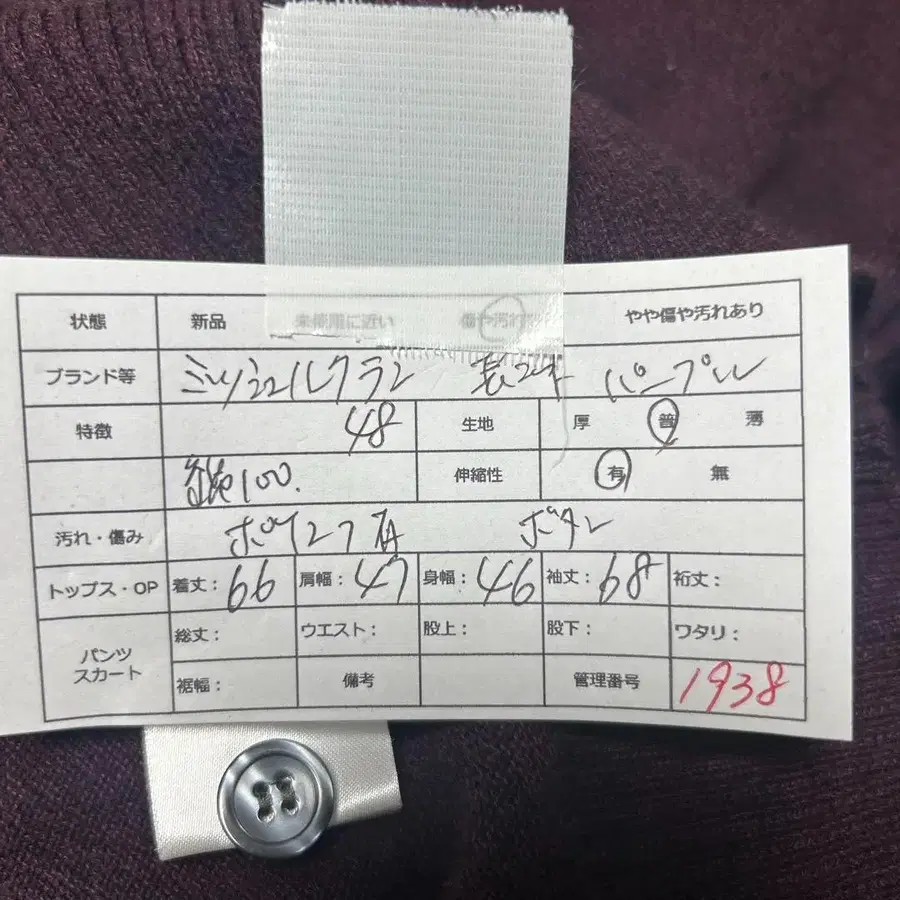 状態 新品 未使用に近い 傷や汚れ やや傷や汚れあり
ブランド等 ミッシェルクラン 長袖 パープル
特徴 48 生地 厚 普 薄
純100. 伸縮性 有 無
汚れ・傷み ボタン
トップス・OP 着丈: 66 肩幅: 47 身幅: 46 袖丈: 68 裄丈:
パンツ スカート 総丈: ウエスト: 股上: 股下: ワタリ:
裾幅: 備考 管理番号 1938